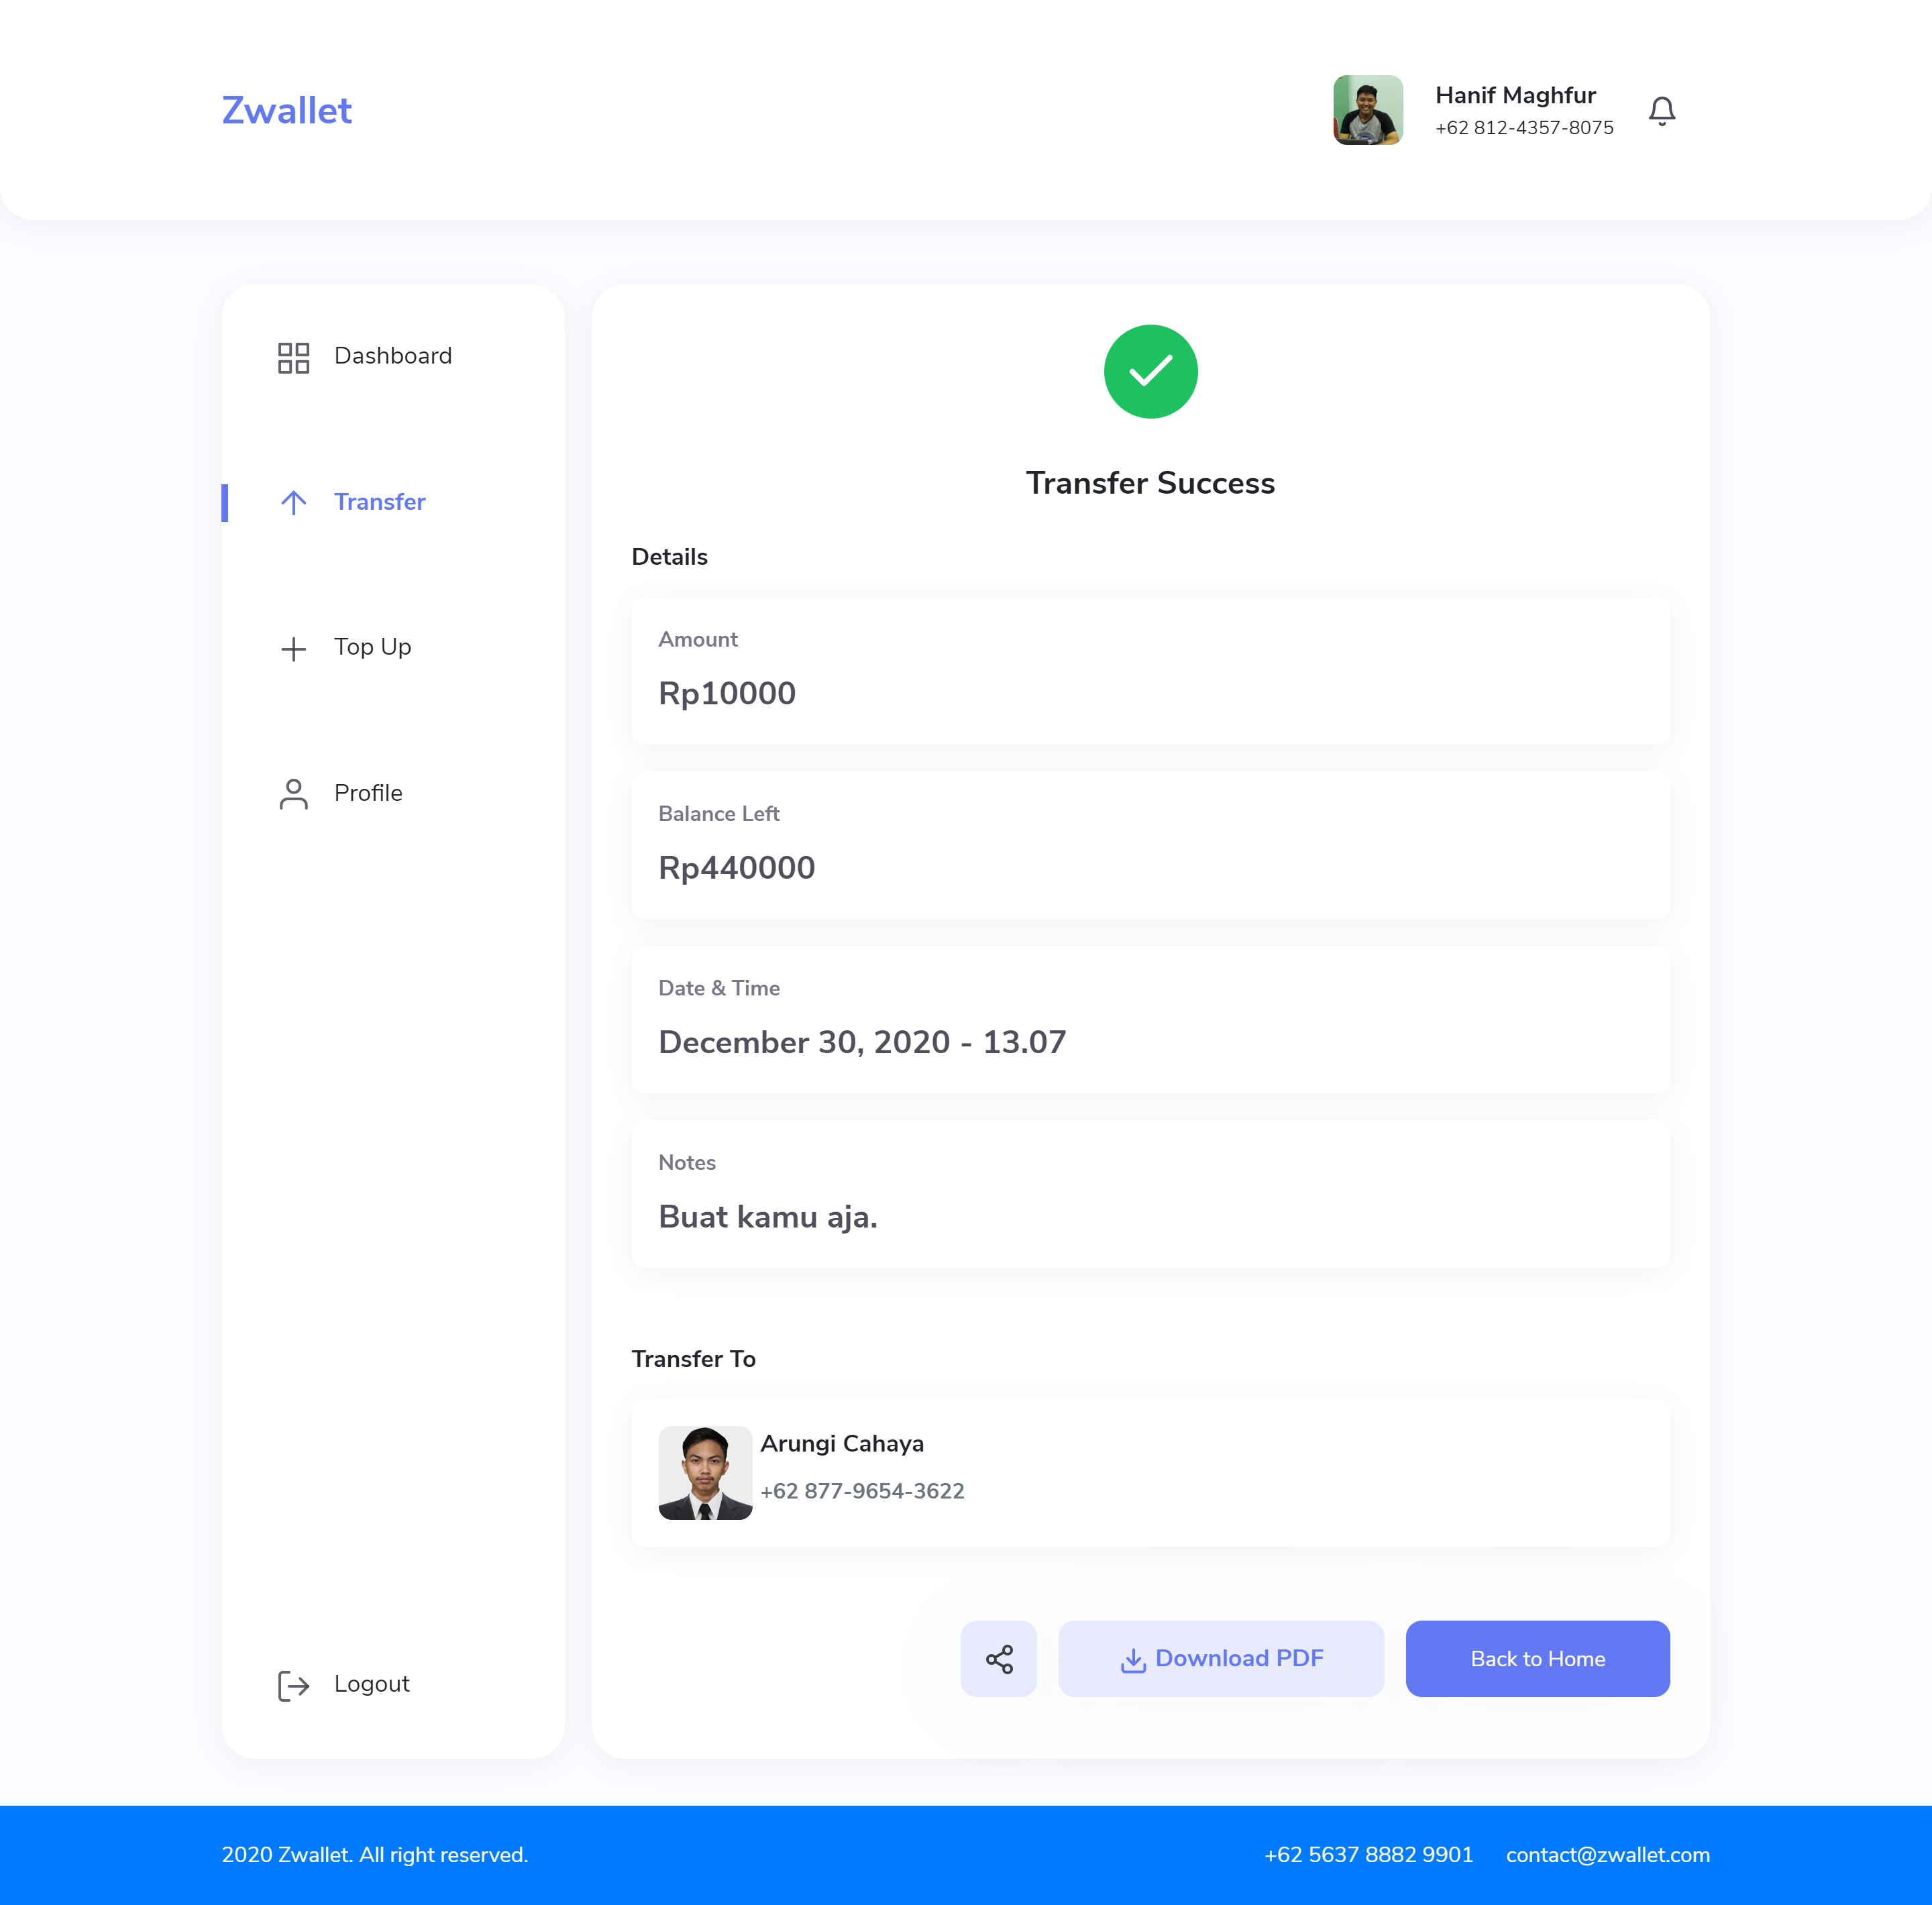 Zwallet
Hanif Maghfur
+62 812-4357-8075
Dashboard
Transfer
Top Up
Profile
Logout
Transfer Success
Details
Amount
Rp10000
Balance Left
Rp440000
Date & Time
December 30, 2020 - 13.07
Notes
Buat kamu aja.
Transfer To
Arungi Cahaya
+62 877-9654-3622
Download PDF
Back to Home
2020 Zwallet. All right reserved.
+62 5637 8882 9901
contact@zwallet.com